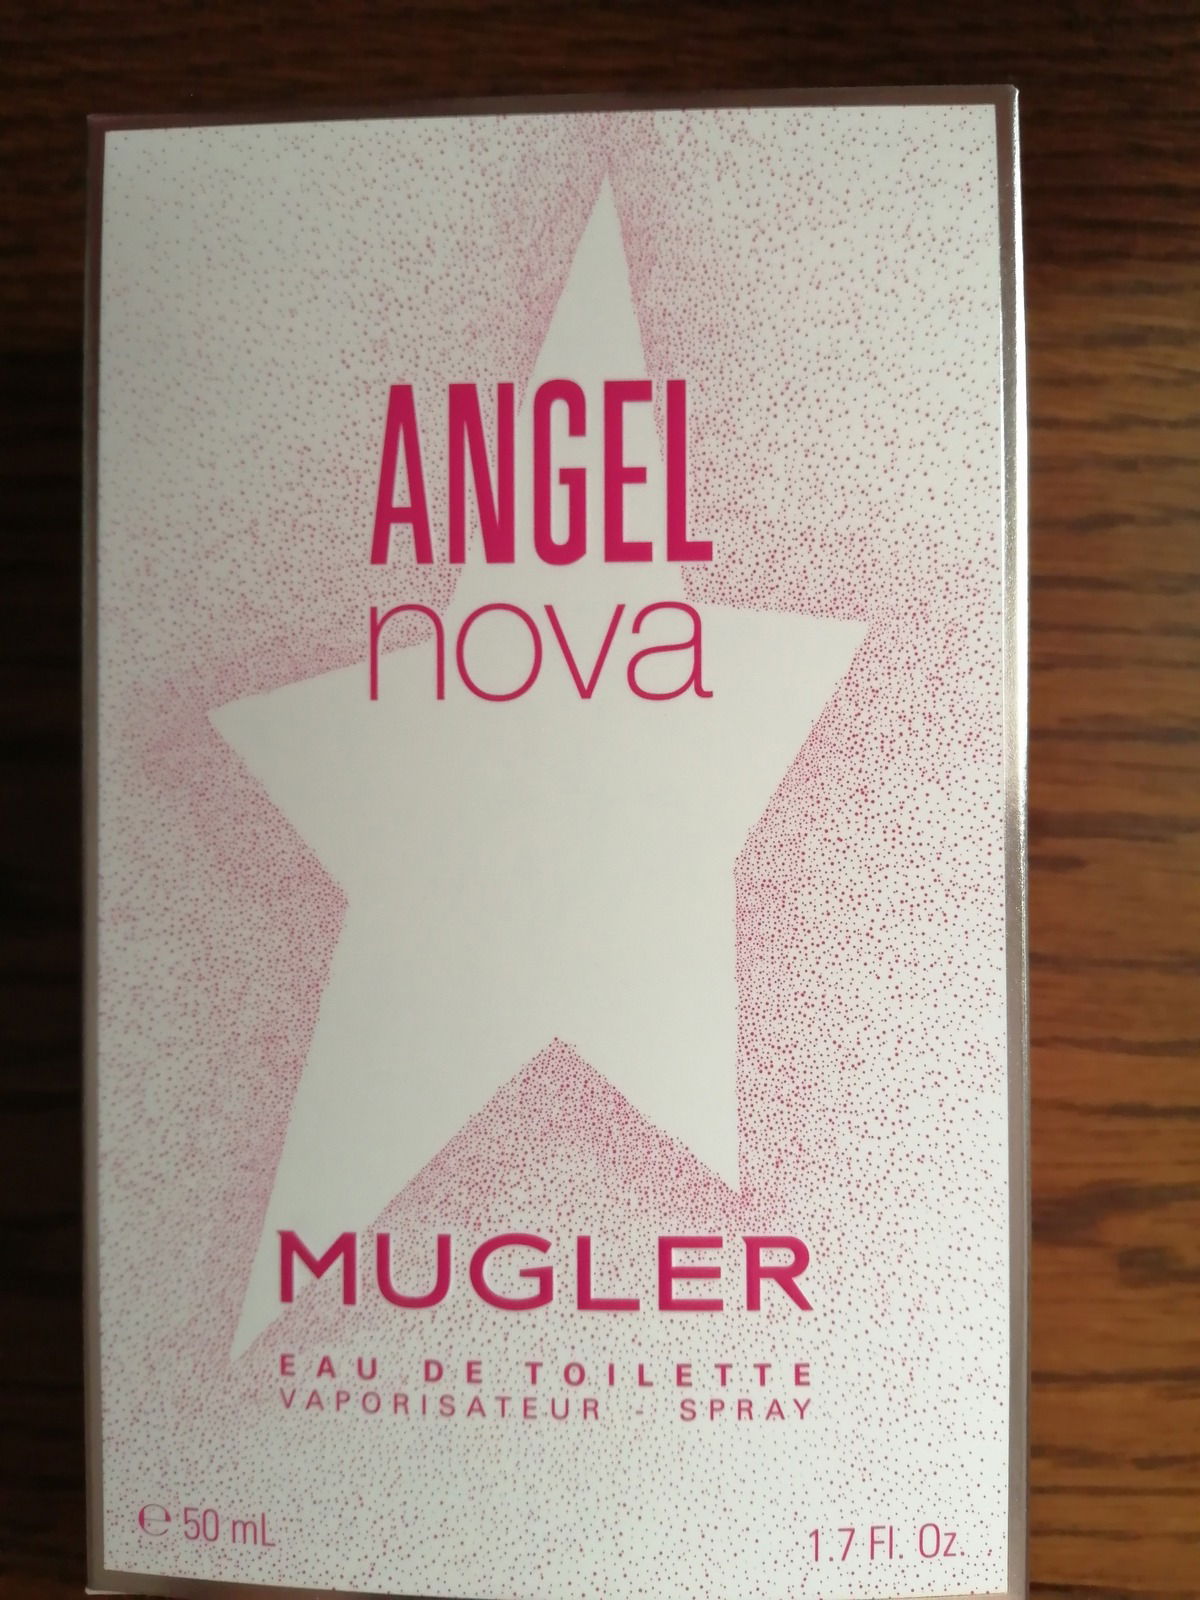 ANGEL
nova
MUGLER
EAU DE TOILETTE
VAPORISATEUR - SPRAY
℮ 50 mL
1.7 Fl. Oz.